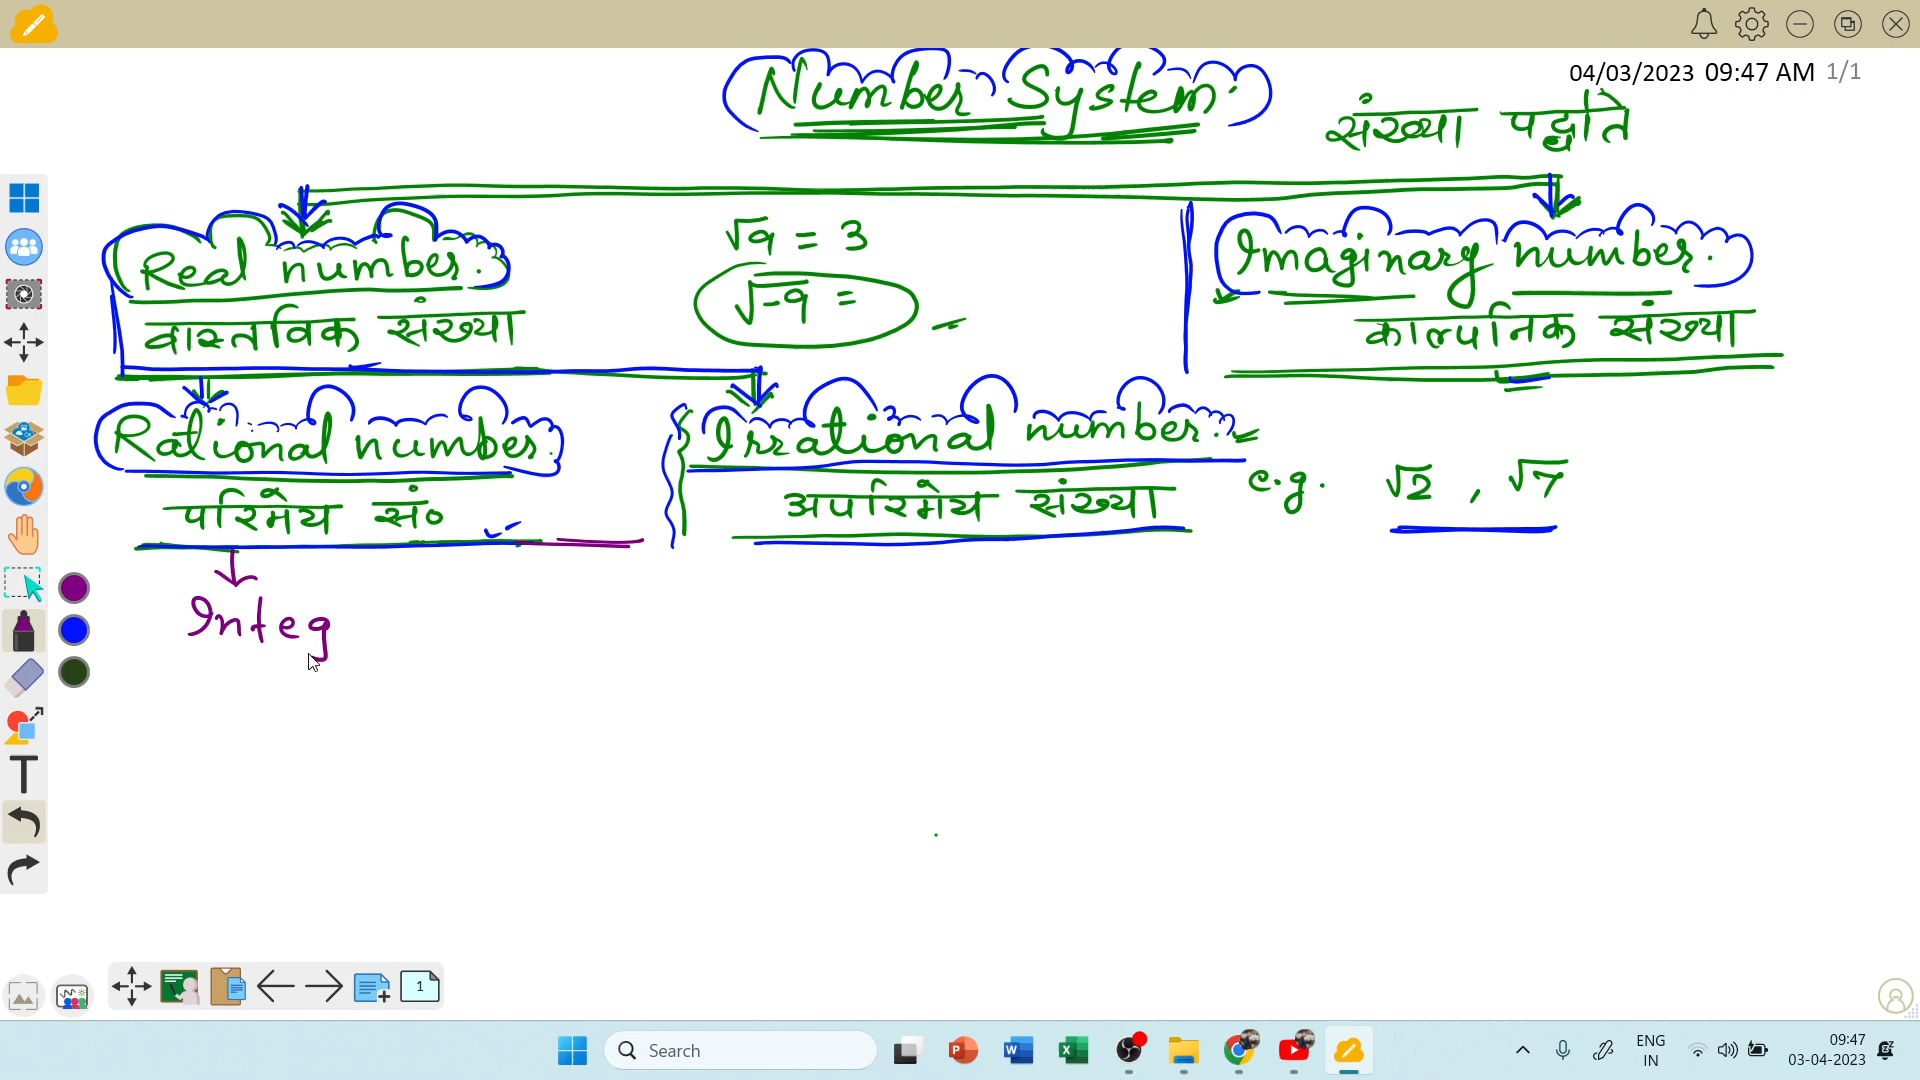 Number System.
04/03/2023 09:47 AM 1/1
संख्या पद्धति
Real number.
वास्तविक संख्या
√9 = 3
√-9 =
Imaginary number.
काल्पनिक संख्या
Rational number.
परिमेय सं०
Irrational number.
अपरिमेय संख्या
e.g. √2 , √7
Integ
1
Search
ENG
IN
09:47
03-04-2023